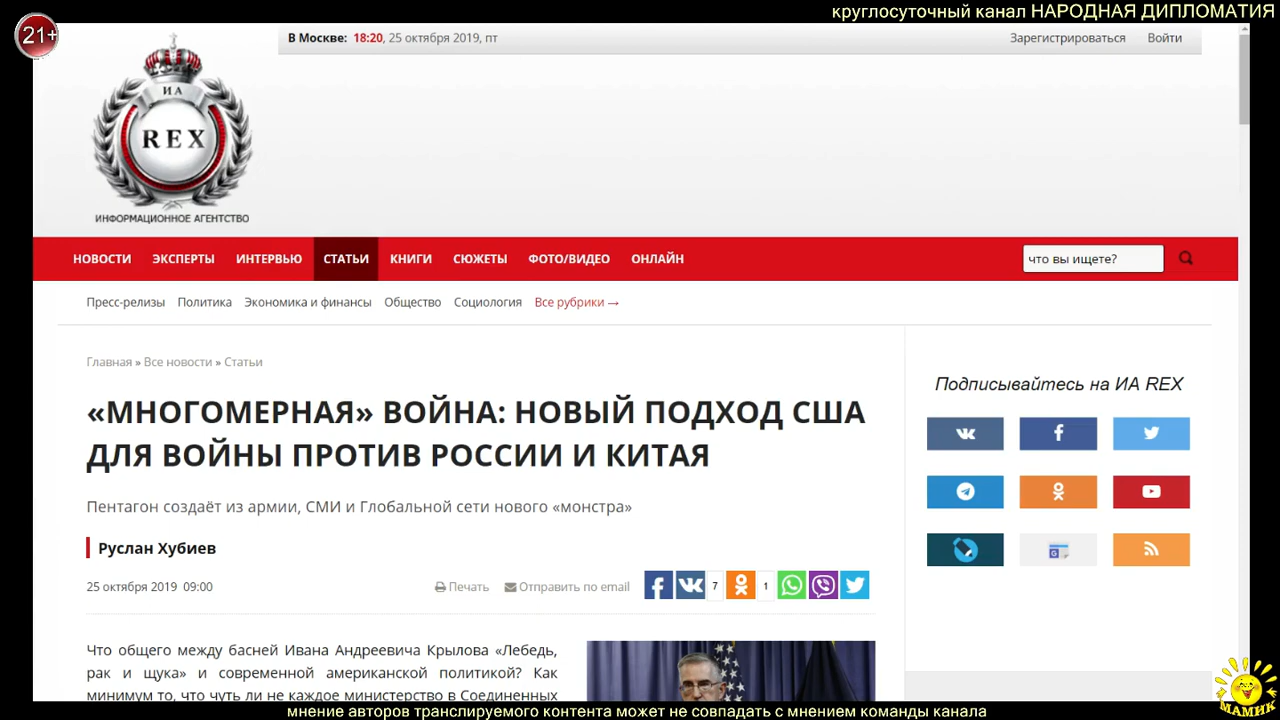 круглосуточный канал НАРОДНАЯ ДИПЛОМАТИЯ
21+
В Москве: 18:20, 25 октября 2019, пт
Зарегистрироваться Войти
ИА
REX
ИНФОРМАЦИОННОЕ АГЕНТСТВО
НОВОСТИ ЭКСПЕРТЫ ИНТЕРВЬЮ СТАТЬИ КНИГИ СЮЖЕТЫ ФОТО/ВИДЕО ОНЛАЙН
что вы ищете?
Пресс-релизы Политика Экономика и финансы Общество Социология Все рубрики →
Главная » Все новости » Статьи
«МНОГОМЕРНАЯ» ВОЙНА: НОВЫЙ ПОДХОД США
ДЛЯ ВОЙНЫ ПРОТИВ РОССИИ И КИТАЯ
Пентагон создаёт из армии, СМИ и Глобальной сети нового «монстра»
Руслан Хубиев
25 октября 2019 09:00
Печать Отправить по email
7
1
Подписывайтесь на ИА REX
Что общего между басней Ивана Андреевича Крылова «Лебедь,
рак и щука» и современной американской политикой? Как
минимум то, что чуть ли не каждое министерство в Соединенн
МАМИК
мнение авторов транслируемого контента может не совпадать с мнением команды канала